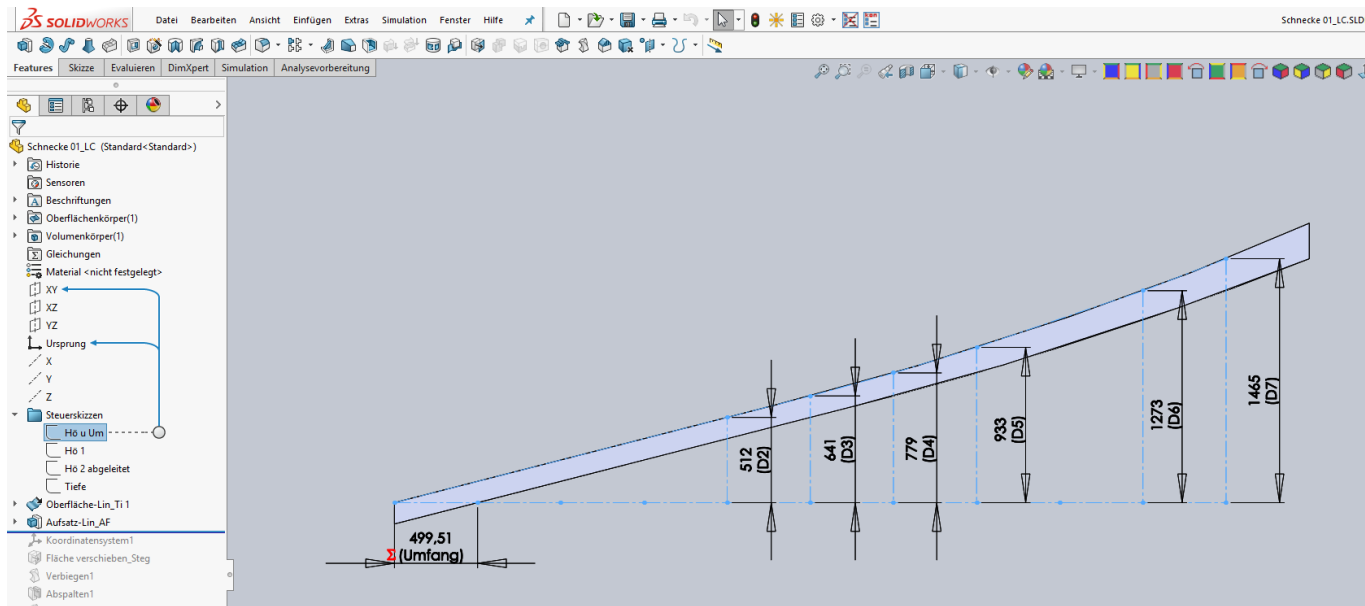 SOLIDWORKS
Datei Bearbeiten Ansicht Einfügen Extras Simulation Fenster Hilfe
Schnecke 01_LC.SLD
Features Skizze Evaluieren DimXpert Simulation Analysevorbereitung
Schnecke 01_LC (Standard<Standard>)
Historie
Sensoren
Beschriftungen
Oberflächenkörper(1)
Volumenkörper(1)
Gleichungen
Material <nicht festgelegt>
XY
XZ
YZ
Ursprung
X
Y
Z
Steuerskizzen
Hö u Um
Hö 1
Hö 2 abgeleitet
Tiefe
Oberfläche-Lin_Ti 1
Aufsatz-Lin_AF
Koordinatensystem1
Fläche verschieben_Steg
Verbiegen1
Abspalten1
499,51
Σ (Umfang)
512
(D2)
641
(D3)
779
(D4)
933
(D5)
1273
(D6)
1465
(D7)